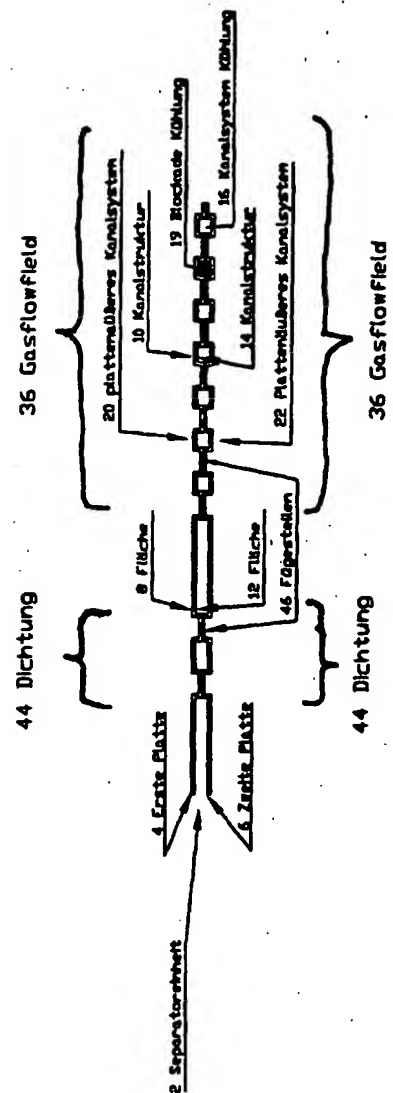 36 Gasflowfield
44 Dichtung
20 plattenäußeres Kanalsystem
10 Kanalstruktur
19 Blockade Kühlung
16 Kanalsystem Kühlung
8 Fläche
4 Erste Platte
2 Separatoreinheit
6 Zweite Platte
12 Fläche
46 Fügestellen
14 Kanalstruktur
22 Plattenäußeres Kanalsystem
44 Dichtung
36 Gasflowfield